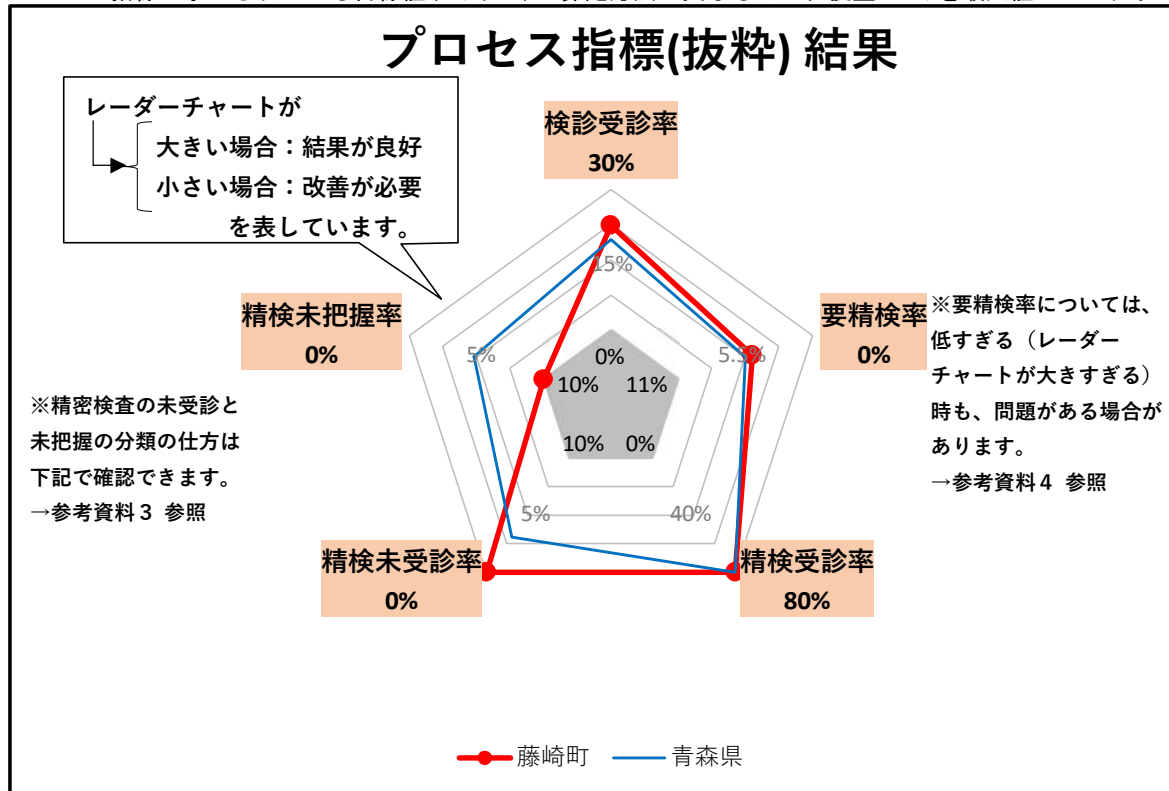 プロセス指標(抜粋) 結果
レーダーチャートが
大きい場合：結果が良好
小さい場合：改善が必要
を表しています。
検診受診率
30%
15%
0%
精検未把握率
0%
5%
10%
要精検率
0%
5.5%
11%
※要精検率については、
低すぎる（レーダー
チャートが大きすぎる）
時も、問題がある場合が
あります。
→参考資料４ 参照
※精密検査の未受診と
未把握の分類の仕方は
下記で確認できます。
→参考資料３ 参照
10%
0%
5%
40%
精検未受診率
0%
精検受診率
80%
藤崎町
青森県